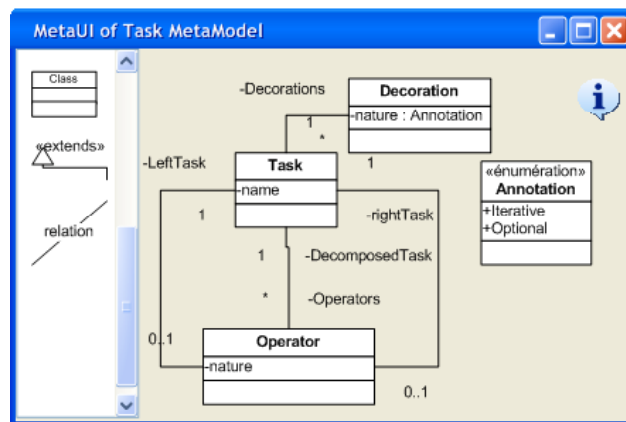 MetaUI of Task MetaModel
Class
«extends»
relation
-Decorations
Decoration
-nature : Annotation
1
*
-LeftTask
Task
1
-name
«énumération»
Annotation
+Iterative
+Optional
1
-rightTask
1
-DecomposedTask
*
-Operators
0..1
Operator
-nature
0..1
i